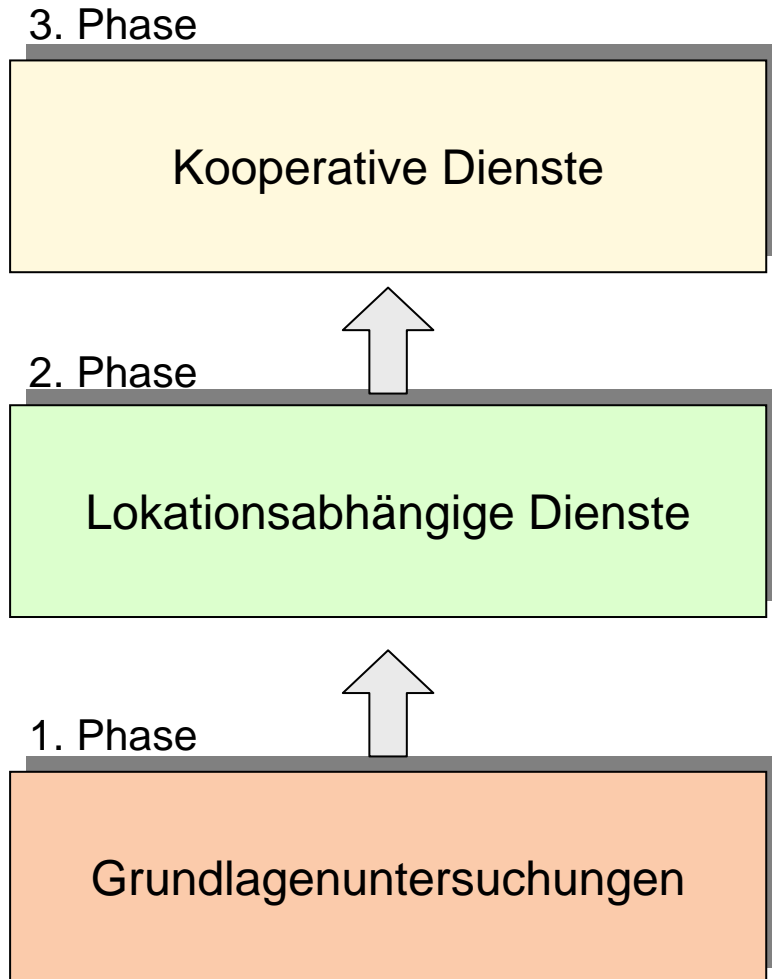 3. Phase
Kooperative Dienste
2. Phase
Lokationsabhängige Dienste
1. Phase
Grundlagenuntersuchungen